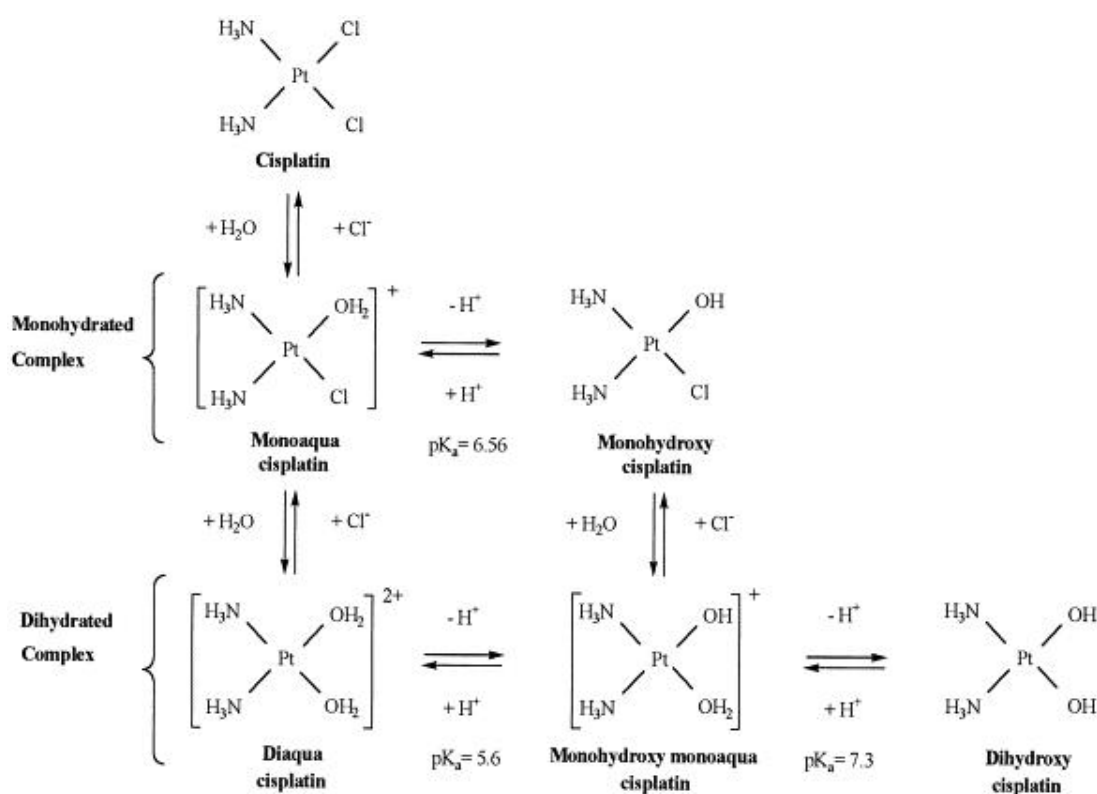 H₃N Cl
Pt
H₃N Cl
Cisplatin
+H₂O + Cl⁻
Monohydrated
Complex
H₃N OH₂ +
Pt
H₃N Cl
- H⁺
+ H⁺
H₃N OH
Pt
H₃N Cl
Monoaqua
cisplatin
pKₐ= 6.56
Monohydroxy
cisplatin
+H₂O + Cl⁻
+H₂O + Cl⁻
Dihydrated
Complex
H₃N OH₂ 2+
Pt
H₃N OH₂
- H⁺
+ H⁺
H₃N OH +
Pt
H₃N OH₂
- H⁺
+ H⁺
H₃N OH
Pt
H₃N OH
Diaqua
cisplatin
pKₐ= 5.6
Monohydroxy monoaqua
cisplatin
pKₐ= 7.3
Dihydroxy
cisplatin